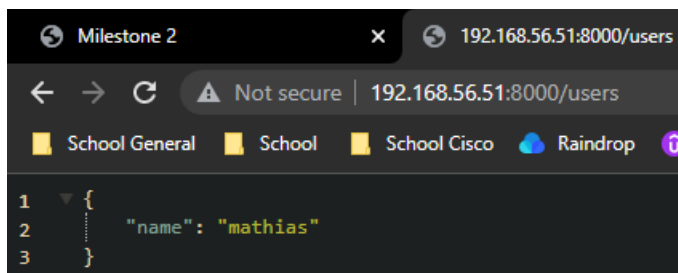 Milestone 2
192.168.56.51:8000/users
Not secure | 192.168.56.51:8000/users
School General School School Cisco Raindrop
1 {
2 "name": "mathias"
3 }